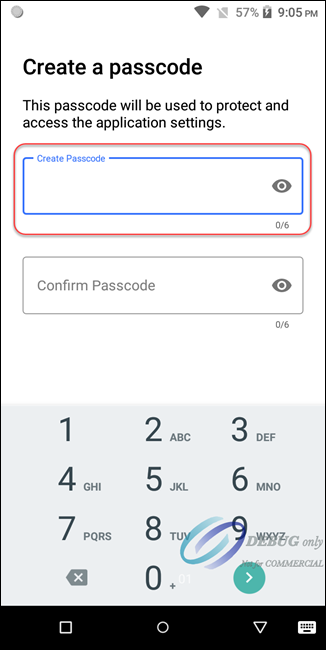 57% 9:05 PM
Create a passcode
This passcode will be used to protect and
access the application settings.
Create Passcode
0/6
Confirm Passcode
0/6
1 2 ABC 3 DEF
4 GHI 5 JKL 6 MNO
7 PQRS 8 TUV 9 WXYZ
DEBUG only
Not for COMMERCIAL
0 + 01